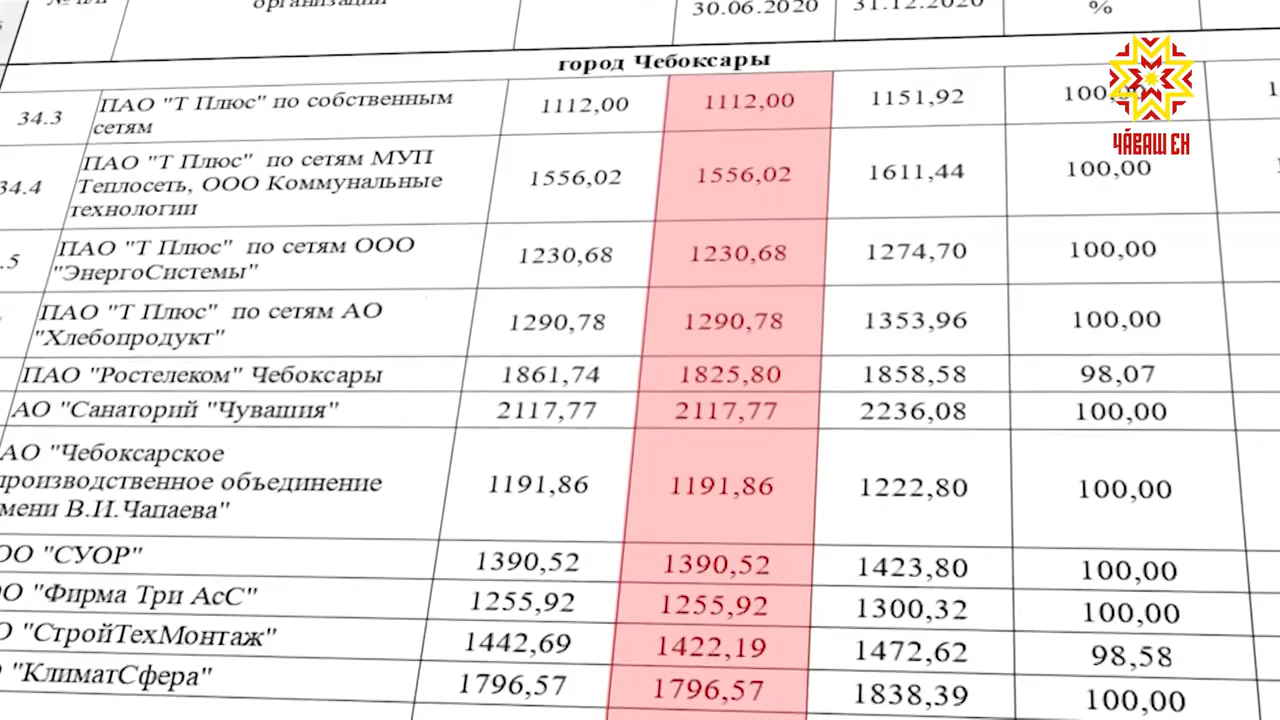 № п/п
организации
30.06.2020
31.12.2020
%
город Чебоксары
34.3
ПАО "Т Плюс" по собственным
сетям
1112,00
1112,00
1151,92
ЧӐВАШ ЕН
34.4
ПАО "Т Плюс" по сетям МУП
Теплосеть, ООО Коммунальные
технологии
1556,02
1556,02
1611,44
100,00
.5
ПАО "Т Плюс" по сетям ООО
"ЭнергоСистемы"
1230,68
1230,68
1274,70
100,00
ПАО "Т Плюс" по сетям АО
"Хлебопродукт"
1290,78
1290,78
1353,96
100,00
ПАО "Ростелеком" Чебоксары
1861,74
1825,80
1858,58
98,07
АО "Санаторий "Чувашия"
2117,77
2117,77
2236,08
100,00
АО "Чебоксарское
производственное объединение
имени В.И.Чапаева"
1191,86
1191,86
1222,80
100,00
ОО "СУОР"
1390,52
1390,52
1423,80
100,00
О "Фирма Три АсС"
1255,92
1255,92
1300,32
100,00
О "СтройТехМонтаж"
1442,69
1422,19
1472,62
98,58
"КлиматСфера"
1796,57
1796,57
1838,39
100,00